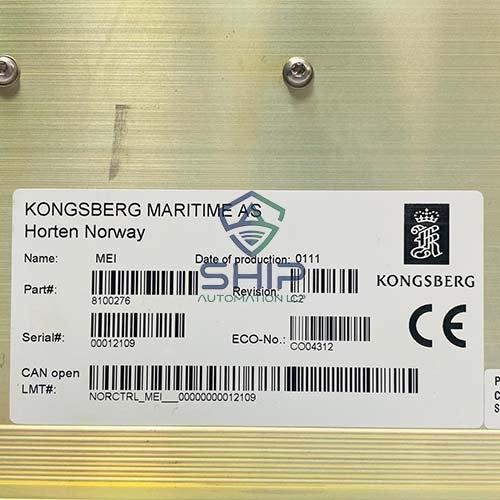 KONGSBERG MARITIME AS
Horten Norway
Name: MEI Date of production: 0111
Part#: 8100276 Revision: C2
Serial#: 00012109 ECO-No.: CO04312
CAN open
LMT#: NORCTRL_MEI___00000000012109
KONGSBERG
CE
SHIP
AUTOMATION LLP
P
C
S